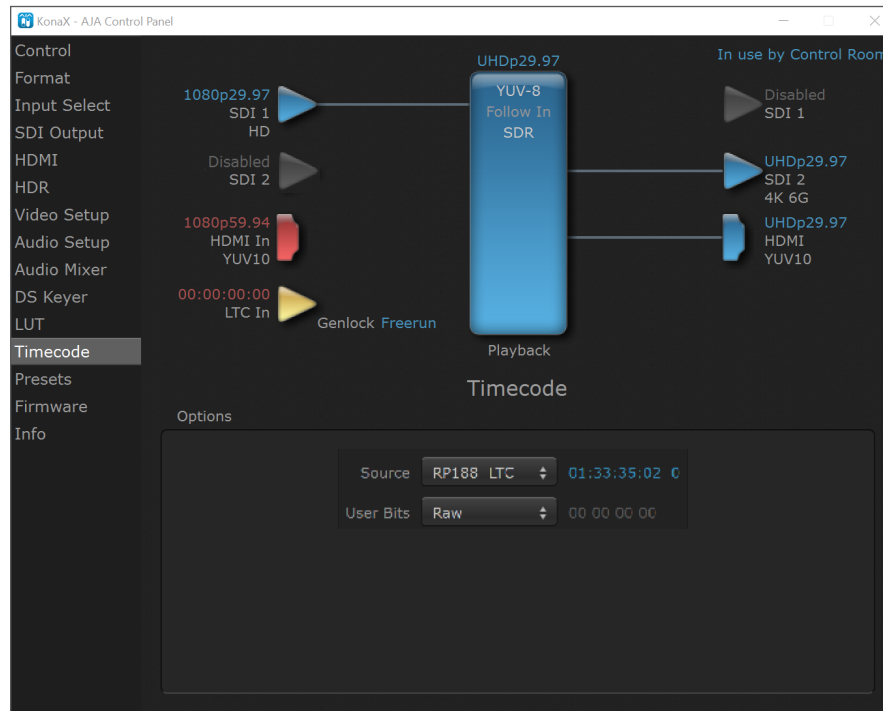 KonaX - AJA Control Panel
Control
Format
Input Select
SDI Output
HDMI
HDR
Video Setup
Audio Setup
Audio Mixer
DS Keyer
LUT
Timecode
Presets
Firmware
Info
UHDp29.97
In use by Control Room
1080p29.97
SDI 1
HD
YUV-8
Follow In
SDR
Disabled
SDI 1
Disabled
SDI 2
UHDp29.97
SDI 2
4K 6G
1080p59.94
HDMI In
YUV10
UHDp29.97
HDMI
YUV10
00:00:00:00
LTC In
Genlock Freerun
Playback
Timecode
Options
Source RP188 LTC 01:33:35:02
User Bits Raw 00 00 00 00